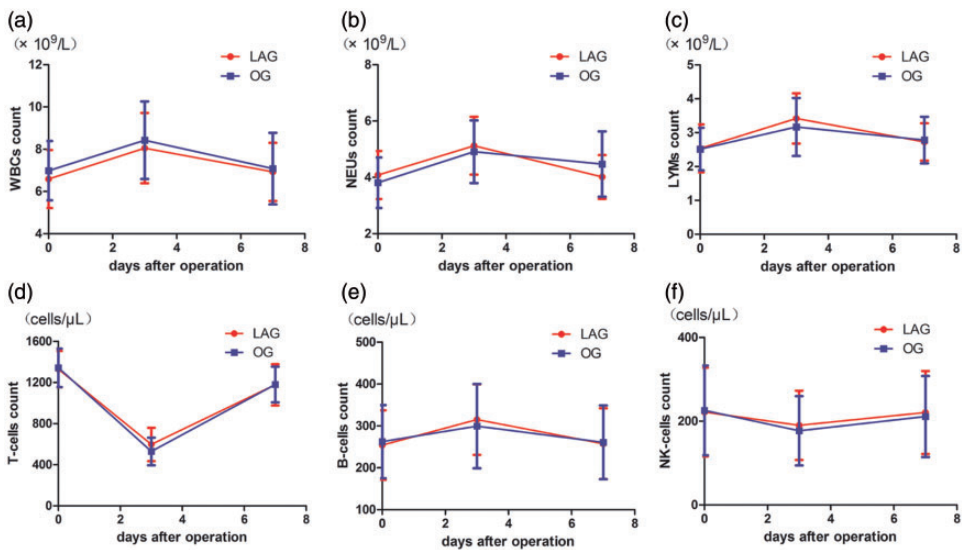 (a)
(× 10⁹/L)
12
10
8
6
4
WBCs count
LAG
OG
0 2 4 6 8
days after operation
(b)
(× 10⁹/L)
8
6
4
2
NEUs count
LAG
OG
0 2 4 6 8
days after operation
(c)
(× 10⁹/L)
5
4
3
2
1
0
LYMs count
LAG
OG
0 2 4 6 8
days after operation
(d)
(cells/μL)
1600
1200
800
400
0
T-cells count
LAG
OG
0 2 4 6 8
days after operation
(e)
(cells/μL)
500
400
300
200
100
B-cells count
LAG
OG
0 2 4 6 8
days after operation
(f)
(cells/μL)
400
200
0
NK-cells count
LAG
OG
0 2 4 6 8
days after operation